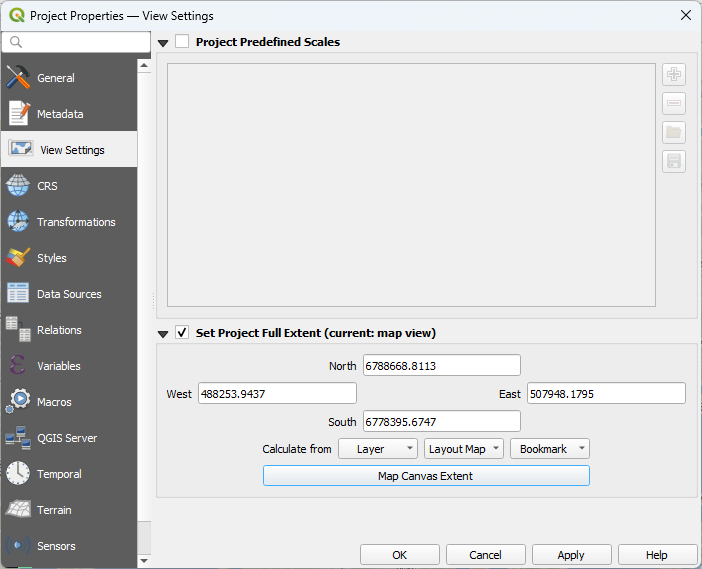 Project Properties — View Settings
General
Metadata
View Settings
CRS
Transformations
Styles
Data Sources
Relations
Variables
Macros
QGIS Server
Temporal
Terrain
Sensors
Project Predefined Scales
Set Project Full Extent (current: map view)
North 6788668.8113
West 488253.9437 East 507948.1795
South 6778395.6747
Calculate from Layer Layout Map Bookmark
Map Canvas Extent
OK Cancel Apply Help